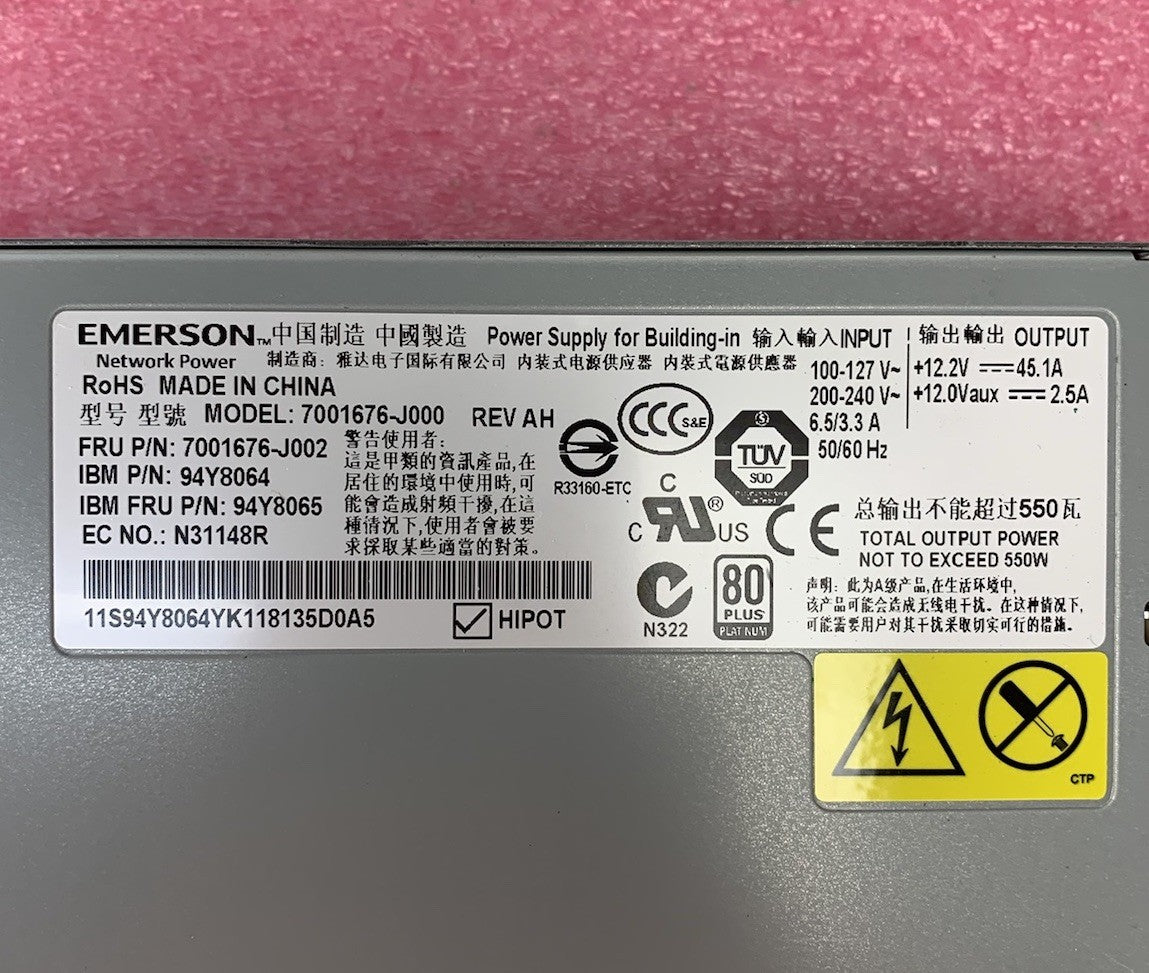 EMERSON™ 中国制造 中國製造 Power Supply for Building-in 输入 輸入 INPUT 输出 輸出 OUTPUT
Network Power 制造商: 雅达电子国际有限公司 内装式电源供应器 內裝式電源供應器 100-127 V~ +12.2V ⎓45.1A
RoHS MADE IN CHINA 200-240 V~ +12.0Vaux ⎓2.5A
型号 型號 MODEL: 7001676-J000 REV AH 6.5/3.3 A
50/60 Hz
FRU P/N: 7001676-J002
IBM P/N: 94Y8064
IBM FRU P/N: 94Y8065
EC NO.: N31148R
警告使用者:
這是甲類的資訊產品,在
居住的環境中使用時,可
能會造成射頻干擾,在這
種情況下,使用者會被要
求採取某些適當的對策。
R33160-ETC
CCC S&E
TÜV
SÜD
C RU® US
CE
总输出不能超过550瓦
TOTAL OUTPUT POWER
NOT TO EXCEED 550W
声明: 此为A级产品,在生活环境中,
该产品可能会造成无线电干扰。在这种情况下,
可能需要用户对其干扰采取切实可行的措施。
11S94Y8064YK118135D0A5 HIPOT
N322
80
PLUS
PLATINUM
CTP